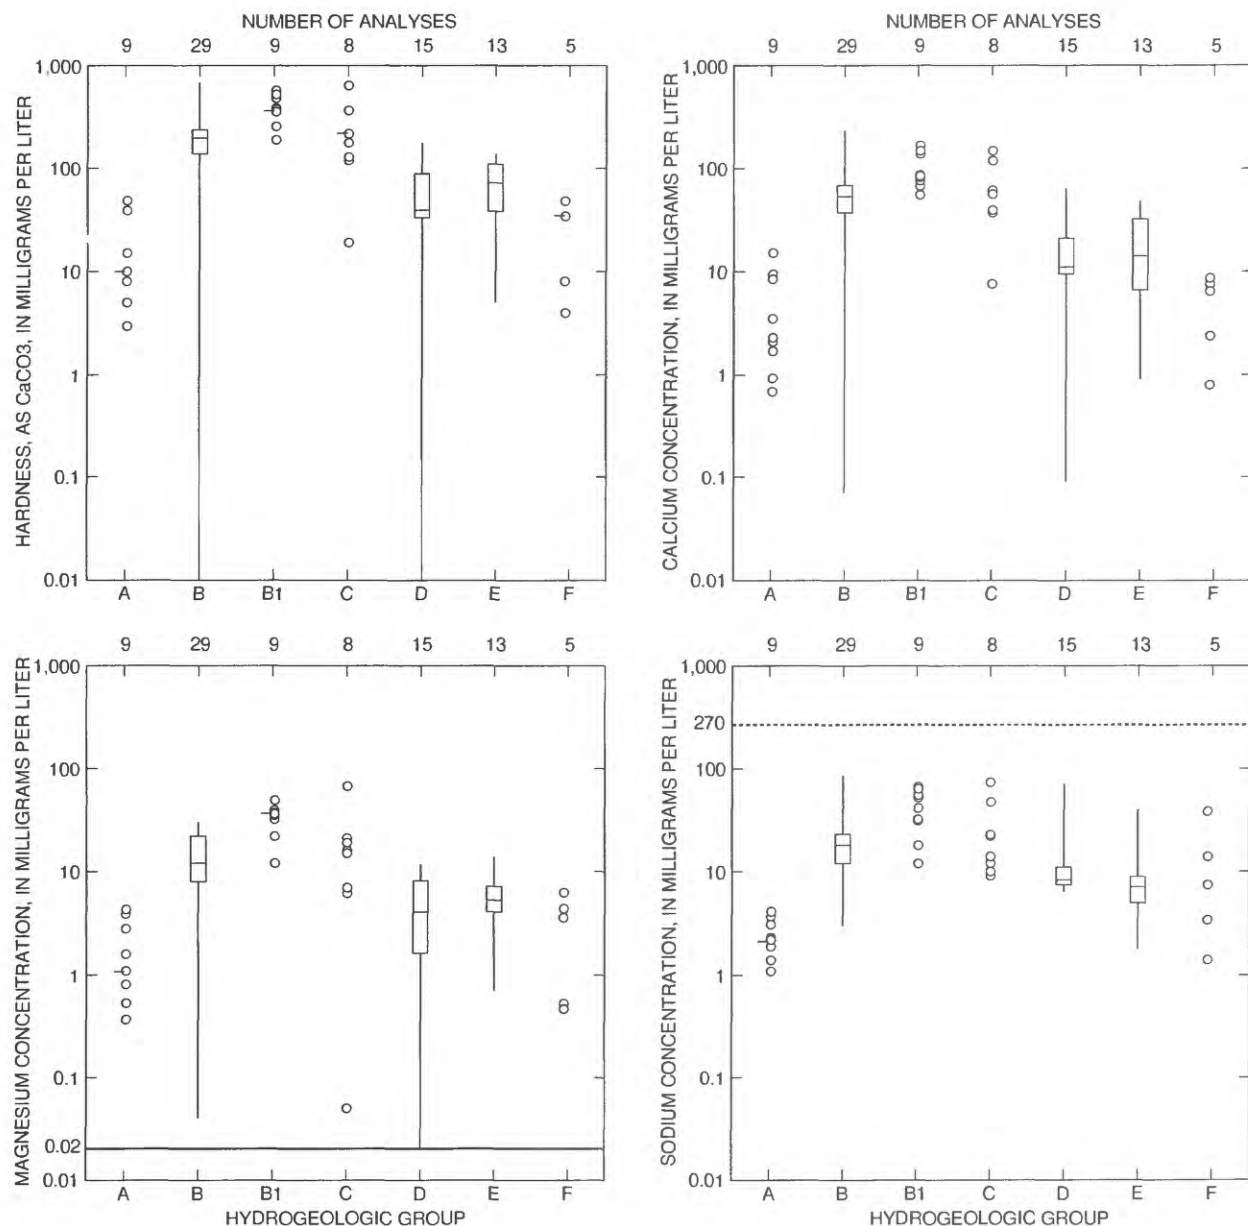 NUMBER OF ANALYSES
9 29 9 8 15 13 5
HARDNESS, AS CaCO3, IN MILLIGRAMS PER LITER
1,000
100
10
1
0.1
0.01
A B B1 C D E F
NUMBER OF ANALYSES
9 29 9 8 15 13 5
CALCIUM CONCENTRATION, IN MILLIGRAMS PER LITER
1,000
100
10
1
0.1
0.01
A B B1 C D E F
9 29 9 8 15 13 5
MAGNESIUM CONCENTRATION, IN MILLIGRAMS PER LITER
1,000
100
10
1
0.1
0.02
0.01
A B B1 C D E F
HYDROGEOLOGIC GROUP
9 29 9 8 15 13 5
SODIUM CONCENTRATION, IN MILLIGRAMS PER LITER
1,000
270
100
10
1
0.1
0.01
A B B1 C D E F
HYDROGEOLOGIC GROUP